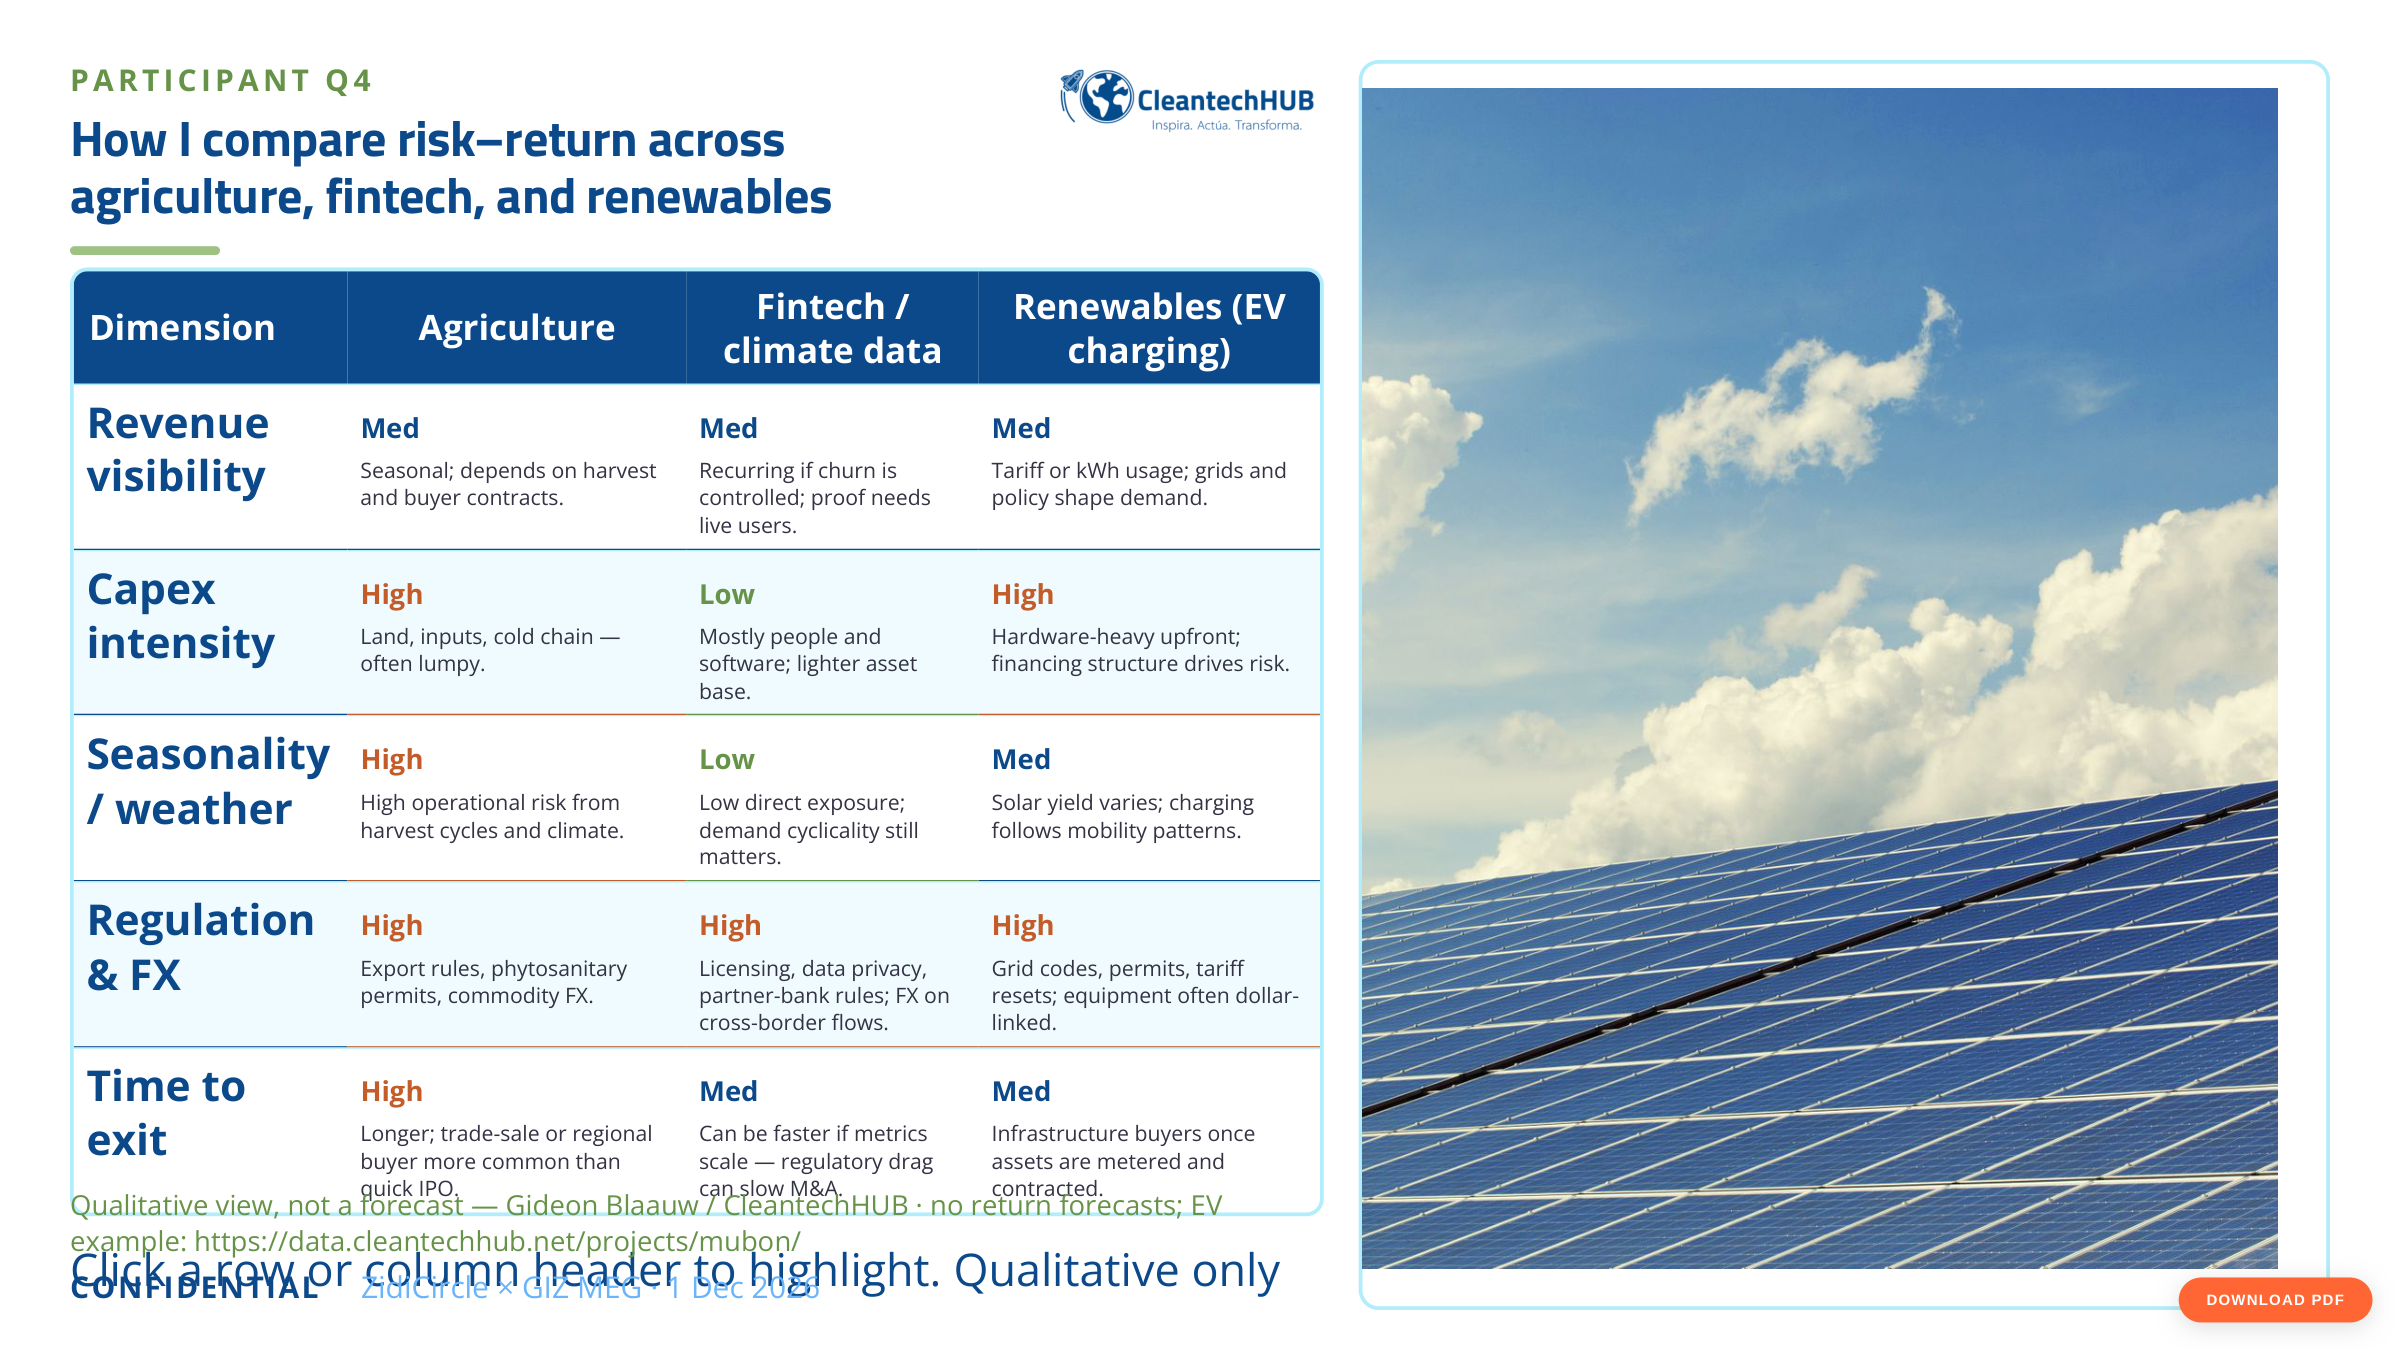 PARTICIPANT Q4
How I compare risk–return across
agriculture, fintech, and renewables
CleantechHUB
Inspira. Actúa. Transforma.
Dimension
Agriculture
Fintech /
climate data
Renewables (EV
charging)
Revenue
visibility
Med
Seasonal; depends on harvest
and buyer contracts.
Med
Recurring if churn is
controlled; proof needs
live users.
Med
Tariff or kWh usage; grids and
policy shape demand.
Capex
intensity
High
Land, inputs, cold chain —
often lumpy.
Low
Mostly people and
software; lighter asset
base.
High
Hardware-heavy upfront;
financing structure drives risk.
Seasonality
/ weather
High
High operational risk from
harvest cycles and climate.
Low
Low direct exposure;
demand cyclicality still
matters.
Med
Solar yield varies; charging
follows mobility patterns.
Regulation
& FX
High
Export rules, phytosanitary
permits, commodity FX.
High
Licensing, data privacy,
partner-bank rules; FX on
cross-border flows.
High
Grid codes, permits, tariff
resets; equipment often dollar-
linked.
Time to
exit
High
Longer; trade-sale or regional
buyer more common than
quick IPO.
Med
Can be faster if metrics
scale — regulatory drag
can slow M&A.
Med
Infrastructure buyers once
assets are metered and
contracted.
Qualitative view, not a forecast — Gideon Blaauw / CleantechHUB · no return forecasts; EV
example: https://data.cleantechhub.net/projects/mubon/
Click a row or column header to highlight. Qualitative only
CONFIDENTIAL
ZidiCircle × GIZ MEG · 1 Dec 2026
DOWNLOAD PDF